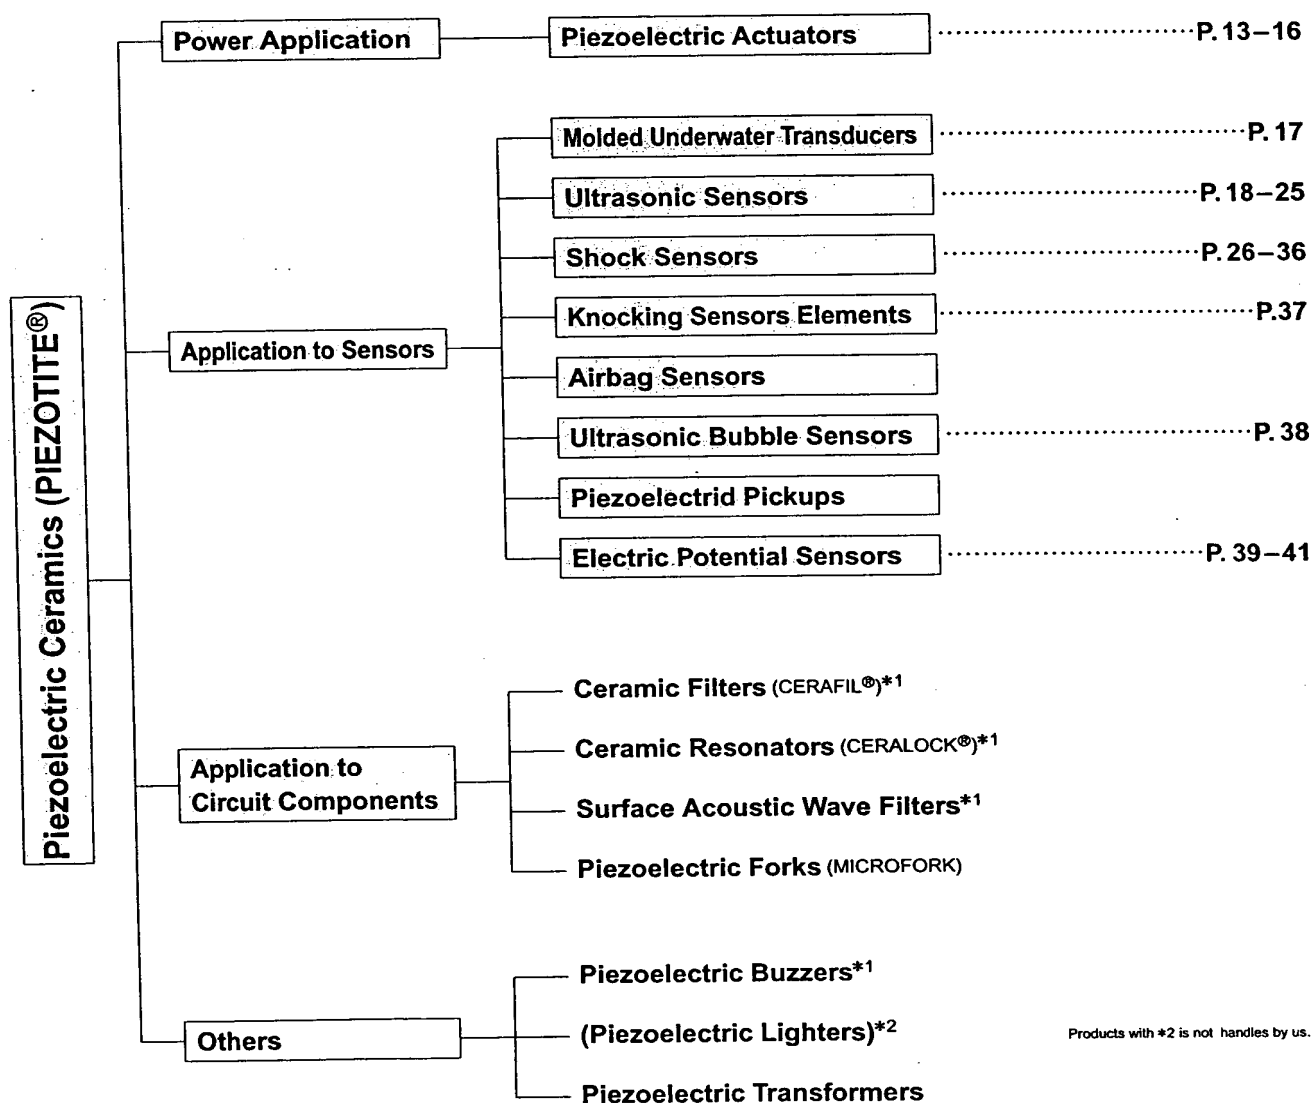 Piezoelectric Ceramics (PIEZOTITE®)
Power Application
Piezoelectric Actuators ........................ P. 13–16
Application to Sensors
Molded Underwater Transducers ........................ P. 17
Ultrasonic Sensors ........................ P. 18–25
Shock Sensors ........................ P. 26–36
Knocking Sensors Elements ........................ P.37
Airbag Sensors
Ultrasonic Bubble Sensors ........................ P. 38
Piezoelectrid Pickups
Electric Potential Sensors ........................ P. 39–41
Application to
Circuit Components
Ceramic Filters (CERAFIL®)*1
Ceramic Resonators (CERALOCK®)*1
Surface Acoustic Wave Filters*1
Piezoelectric Forks (MICROFORK)
Others
Piezoelectric Buzzers*1
(Piezoelectric Lighters)*2
Products with *2 is not handles by us.
Piezoelectric Transformers